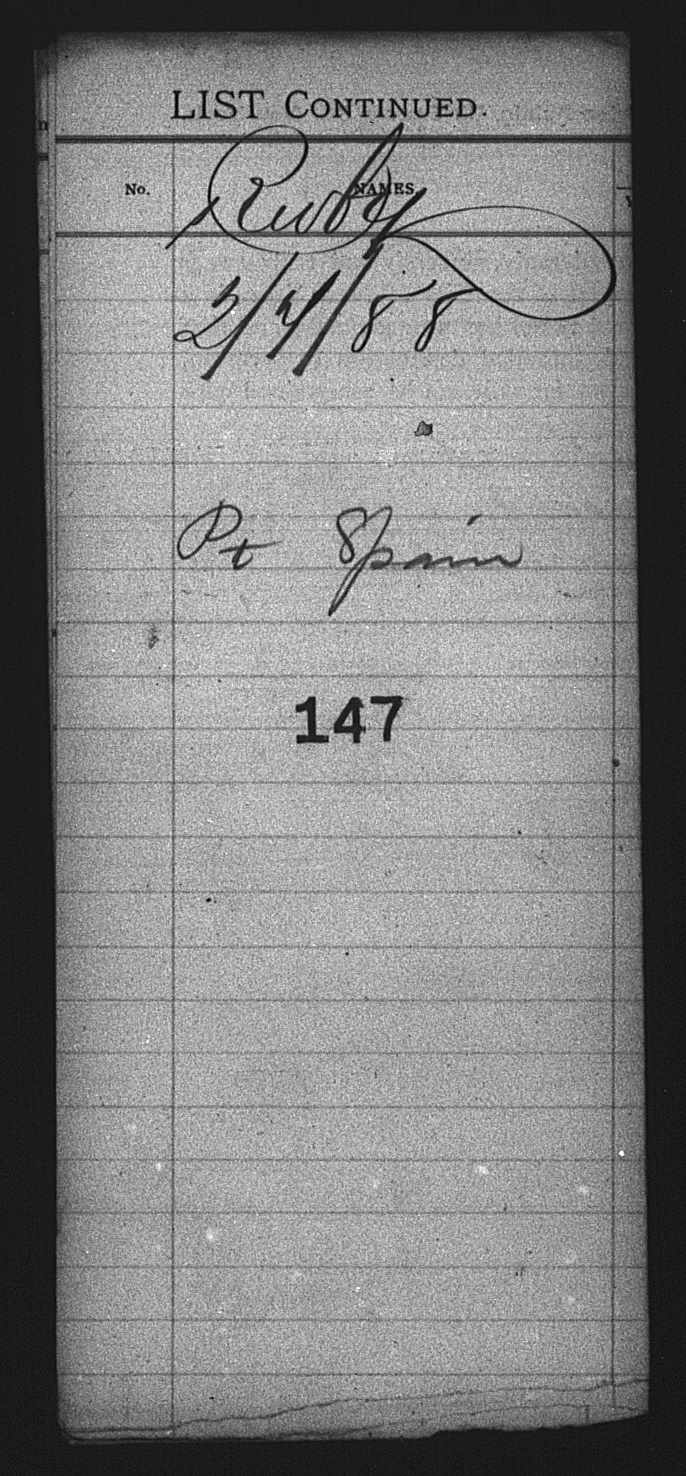 LIST CONTINUED.
No. NAMES.
Ruby
2/4/88
Pt Spain
147